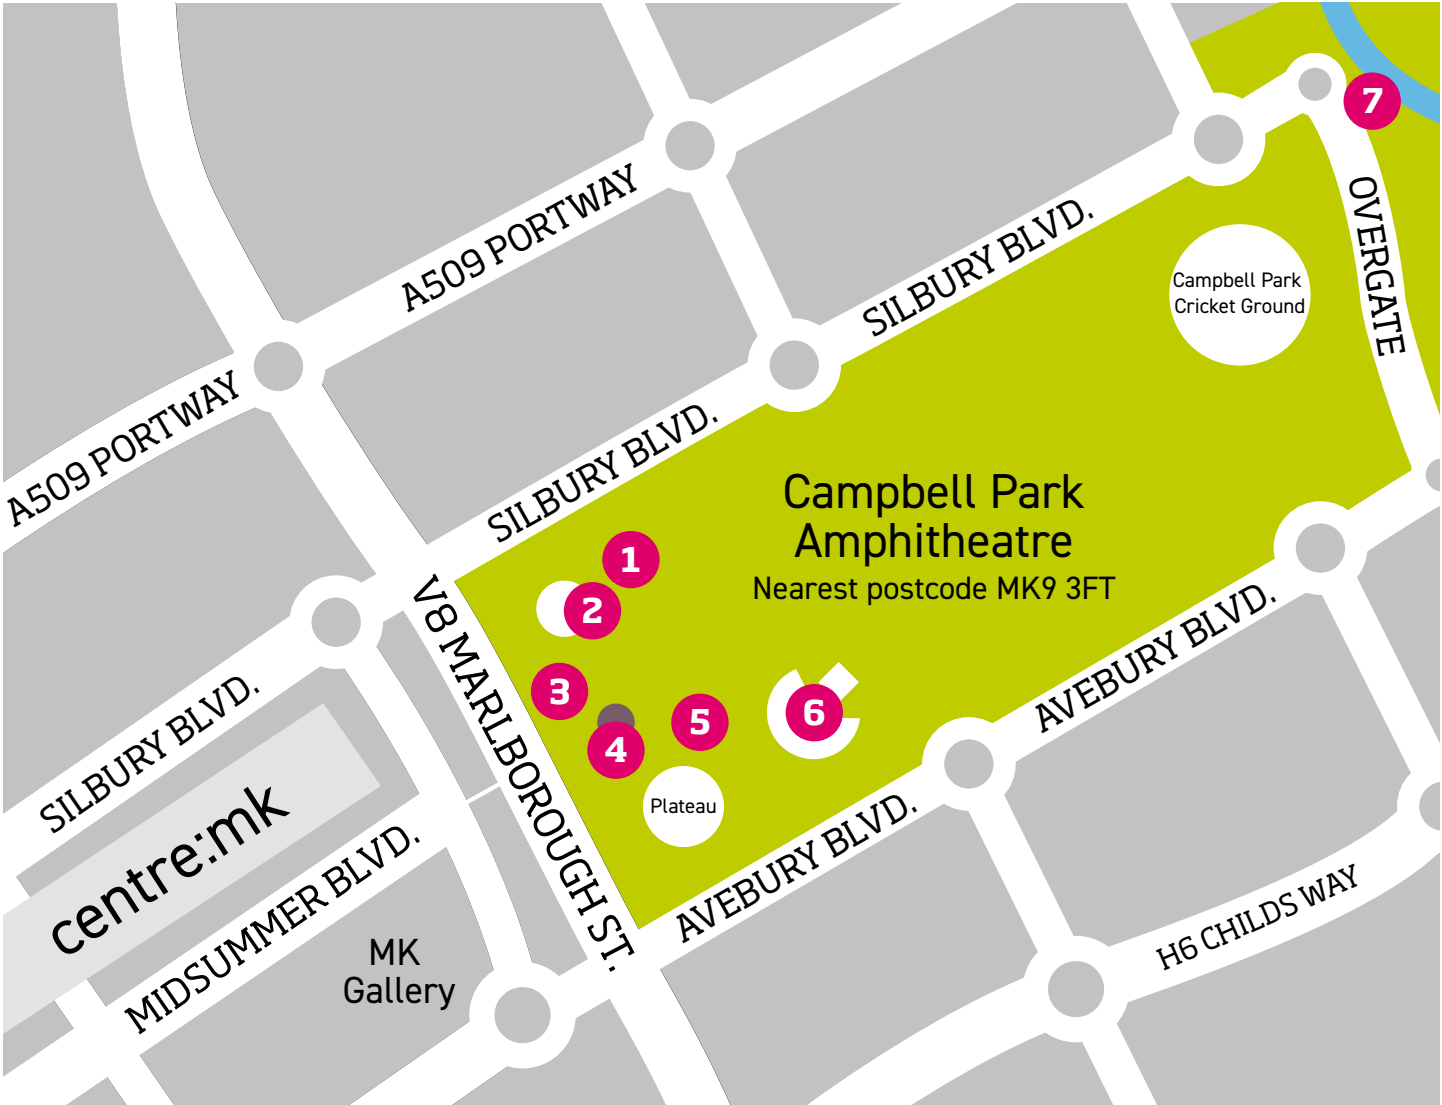 7
A509 PORTWAY
OVERGATE
SILBURY BLVD.
Campbell Park
Cricket Ground
A509 PORTWAY
SILBURY BLVD.
Campbell Park
Amphitheatre
Nearest postcode MK9 3FT
1
2
V8 MARLBOROUGH ST.
3
4
5
6
AVEBURY BLVD.
SILBURY BLVD.
Plateau
centre:mk
MIDSUMMER BLVD.
AVEBURY BLVD.
H6 CHILDS WAY
MK
Gallery